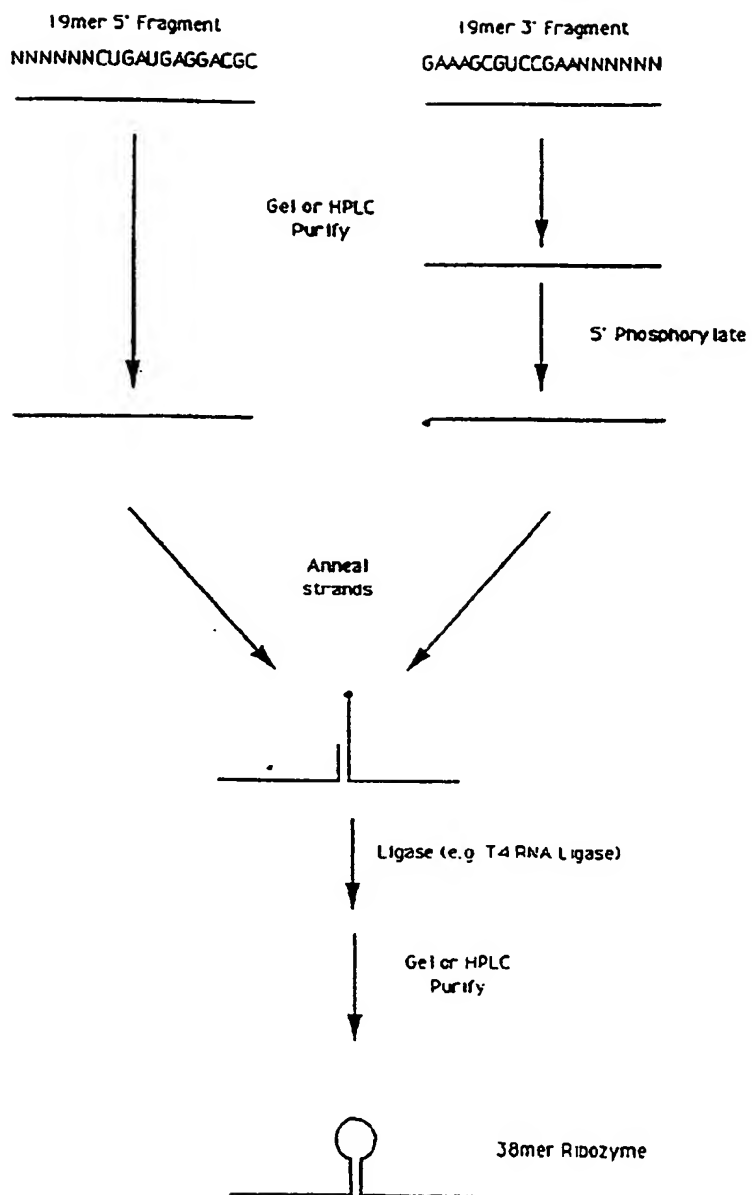 19mer 5' Fragment
NNNNNNCUGAUGAGGACGC
19mer 3' Fragment
GAAAGCGUCCGAANNNNNN
Gel or HPLC
Purify
5' Phosphorylate
Anneal
strands
Ligase (e.g. T4 RNA Ligase)
Gel or HPLC
Purify
38mer Ribozyme